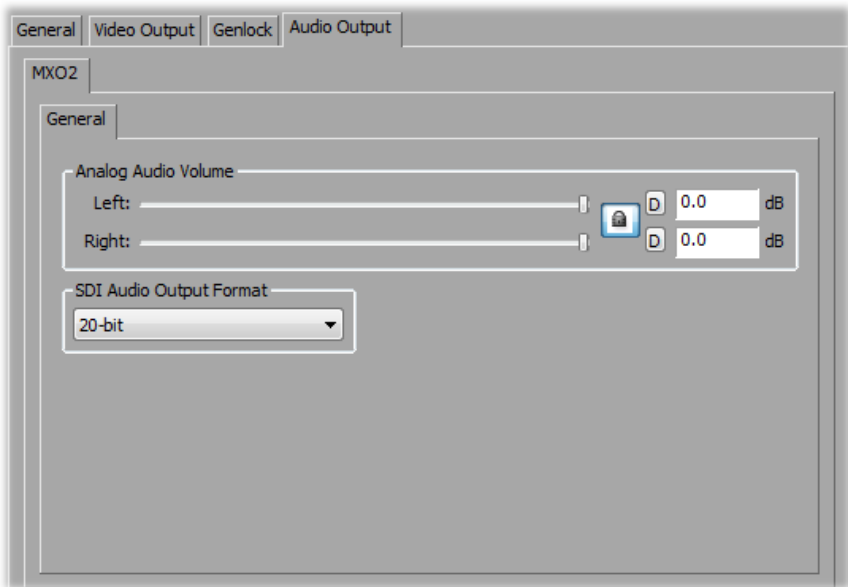 General Video Output Genlock Audio Output
MXO2
General
Analog Audio Volume
Left: D 0.0 dB
Right: D 0.0 dB
SDI Audio Output Format
20-bit